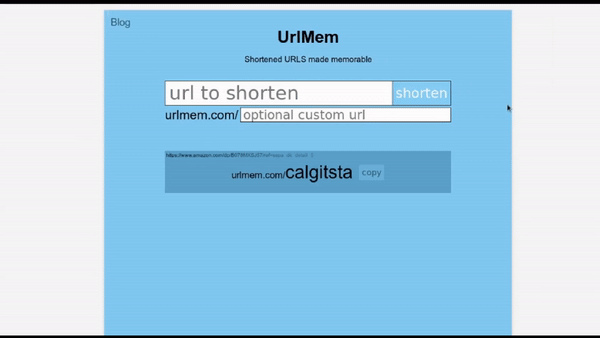 Blog
UrlMem
Shortened URLS made memorable
url to shorten shorten
urlmem.com/ optional custom url
urlmem.com/calgitsta copy